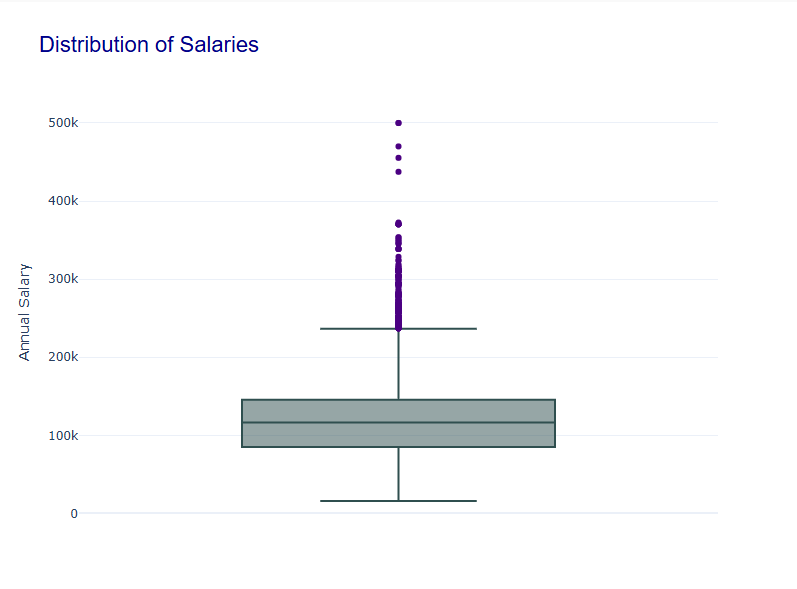 Distribution of Salaries
500k
400k
300k
200k
100k
0
Annual Salary